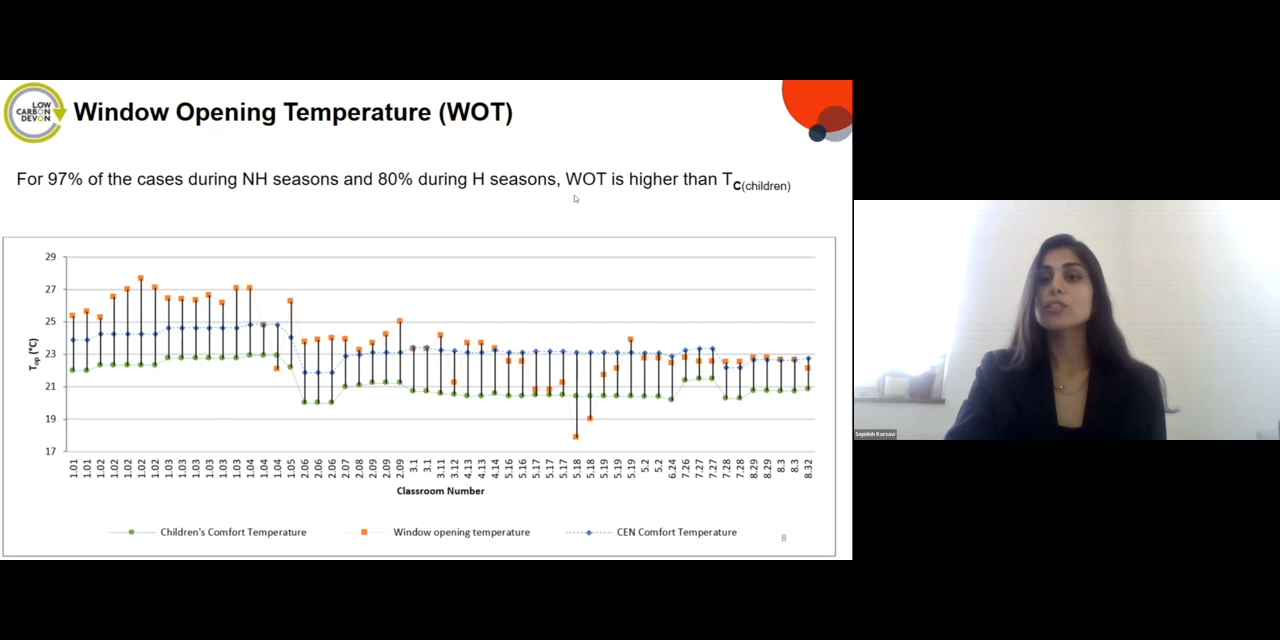 LOW
CARBON
DEVON
Window Opening Temperature (WOT)
For 97% of the cases during NH seasons and 80% during H seasons, WOT is higher than TC(children)
29
27
25
23
21
19
17
Top (°C)
1.01 1.01 1.02 1.02 1.02 1.02 1.02 1.03 1.03 1.03 1.03 1.03 1.03 1.04 1.04 1.04 1.05 2.06 2.06 2.06 2.07 2.08 2.09 2.09 2.09 3.1 3.1 3.11 3.12 4.13 4.13 4.14 5.16 5.16 5.17 5.17 5.17 5.18 5.18 5.19 5.19 5.19 5.2 5.2 6.24 7.26 7.27 7.27 7.28 7.28 8.29 8.29 8.3 8.3 8.32
Classroom Number
Children's Comfort Temperature Window opening temperature CEN Comfort Temperature
8
Sepideh Korsavi